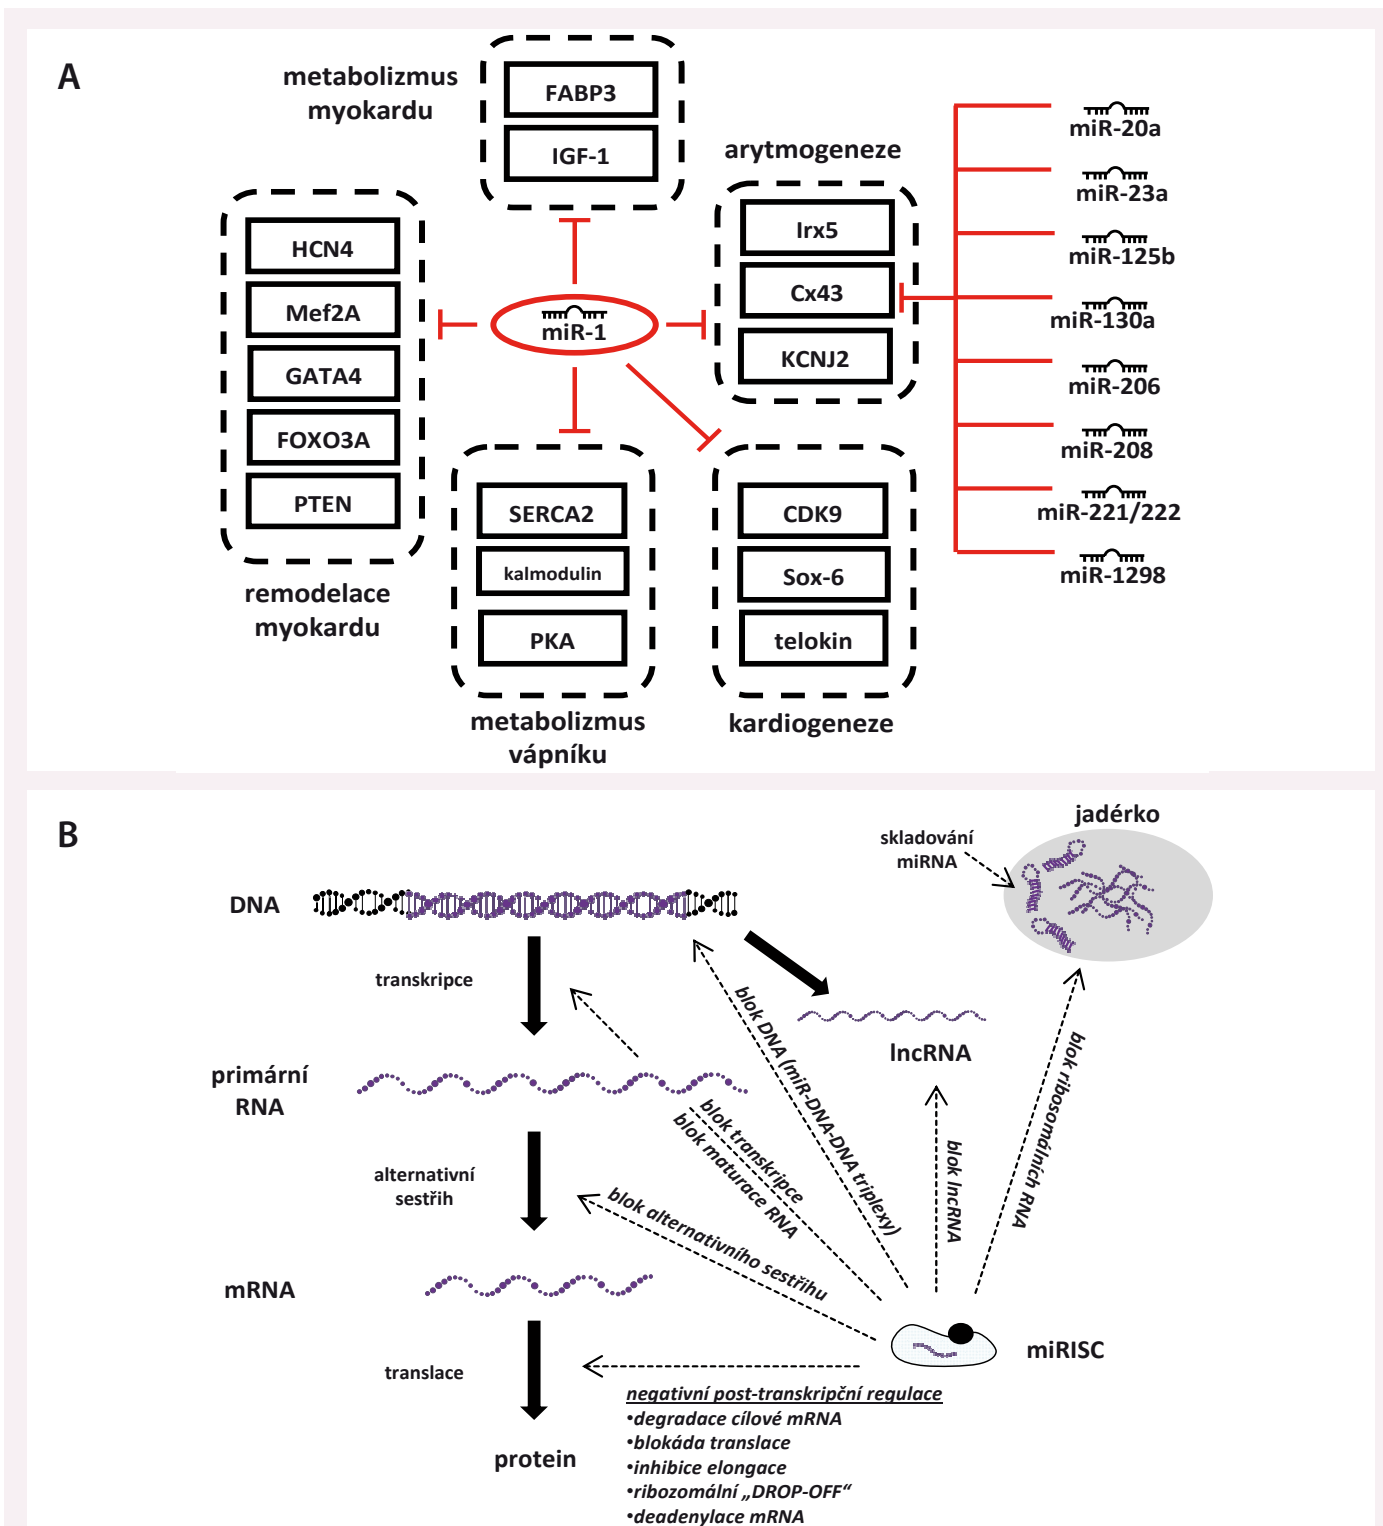 A
metabolizmus
myokardu
FABP3
IGF-1
arytmogeneze
Irx5
Cx43
KCNJ2
miR-20a
miR-23a
miR-125b
miR-130a
miR-206
miR-208
miR-221/222
miR-1298
HCN4
Mef2A
GATA4
FOXO3A
PTEN
remodelace
myokardu
miR-1
SERCA2
kalmodulin
PKA
metabolizmus
vápníku
CDK9
Sox-6
telokin
kardiogeneze
B
jadérko
skladování
miRNA
DNA
transkripce
primární
RNA
alternativní
sestřih
mRNA
translace
protein
lncRNA
blok DNA (miR-DNA-DNA triplexy)
blok transkripce
blok maturace RNA
blok alternativního sestřihu
blok lncRNA
blok ribosomálních RNA
miRISC
negativní post-transkripční regulace
•degradace cílové mRNA
•blokáda translace
•inhibice elongace
•ribozomální „DROP-OFF“
•deadenylace mRNA